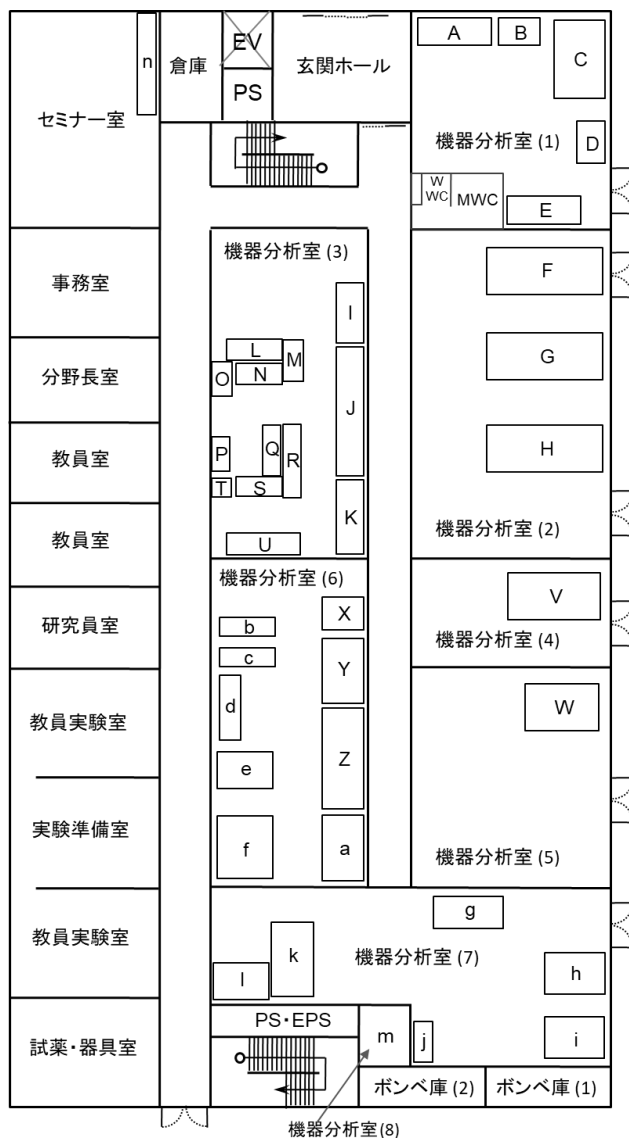 n
倉庫
EV
PS
玄関ホール
A
B
C
セミナー室
機器分析室 (1)
D
W
WC
MWC
E
事務室
機器分析室 (3)
F
I
分野長室
L
M
O
N
G
J
教員室
P
Q
R
H
T
S
K
機器分析室 (2)
教員室
U
機器分析室 (6)
研究員室
b
X
V
機器分析室 (4)
c
Y
d
W
教員実験室
Z
e
実験準備室
f
a
機器分析室 (5)
教員実験室
g
k
機器分析室 (7)
l
h
試薬・器具室
PS・EPS
m
j
i
ボンベ庫 (2)
ボンベ庫 (1)
機器分析室 (8)